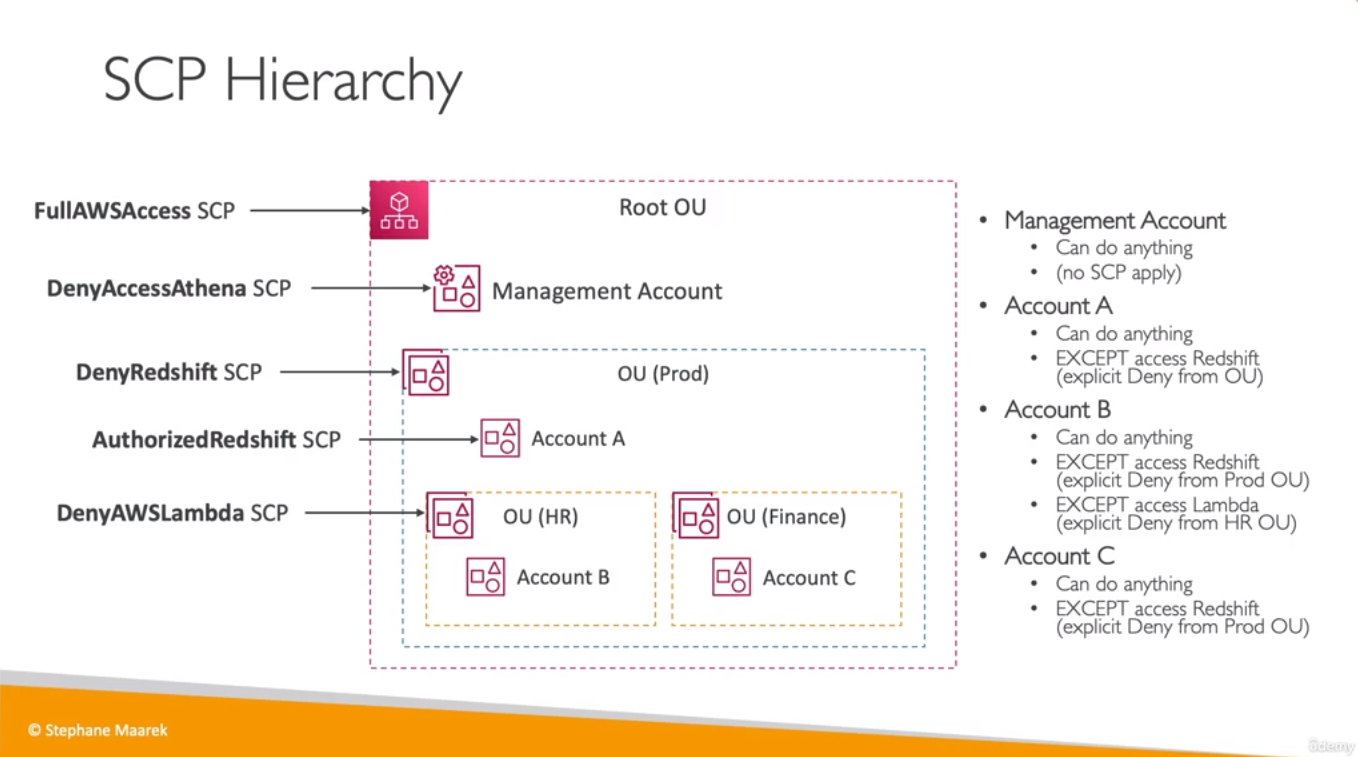 SCP Hierarchy
FullAWSAccess SCP
Root OU
DenyAccessAthena SCP
Management Account
DenyRedshift SCP
OU (Prod)
AuthorizedRedshift SCP
Account A
DenyAWSLambda SCP
OU (HR)
OU (Finance)
Account B
Account C
• Management Account
• Can do anything
• (no SCP apply)
• Account A
• Can do anything
• EXCEPT access Redshift
(explicit Deny from OU)
• Account B
• Can do anything
• EXCEPT access Redshift
(explicit Deny from Prod OU)
• EXCEPT access Lambda
(explicit Deny from HR OU)
• Account C
• Can do anything
• EXCEPT access Redshift
(explicit Deny from Prod OU)
© Stephane Maarek
ûdemy